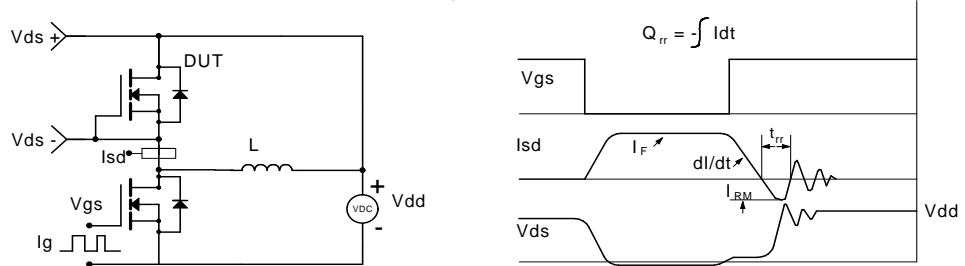 Vds +
DUT
Vds -
Isd
L
Vgs
+
VDC
-
Vdd
Ig
Q rr = - ∫ Idt
Vgs
Isd
I F
dI/dt
t rr
I RM
Vds
Vdd